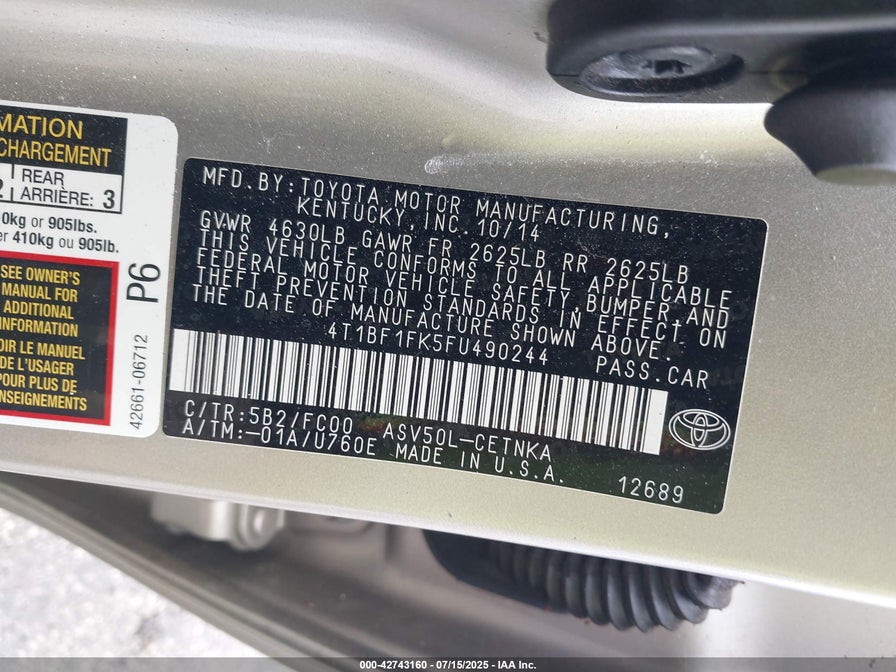 MATION
CHARGEMENT
REAR
ARRIÈRE: 3
0kg or 905lbs.
er 410kg ou 905lb.
SEE OWNER'S
MANUAL FOR
ADDITIONAL
INFORMATION
OIR LE MANUEL
POUR PLUS DE
ENSEIGNEMENTS
P6
42661-06712
MFD.BY:TOYOTA MOTOR MANUFACTURING,
KENTUCKY,INC.10/14
GVWR 4630LB GAWR FR 2625LB RR 2625LB
THIS VEHICLE CONFORMS TO ALL APPLICABLE
FEDERAL MOTOR VEHICLE SAFETY,BUMPER AND
THEFT PREVENTION STANDARDS IN EFFECT ON
THE DATE OF MANUFACTURE SHOWN ABOVE.
4T1BF1FK5FU490244
PASS.CAR
C/TR:5B2/FC00 ASV50L-CETNKA
A/TM:-01A/U760E MADE IN U.S.A.
12689
000-42743160 - 07/15/2025 - IAA Inc.